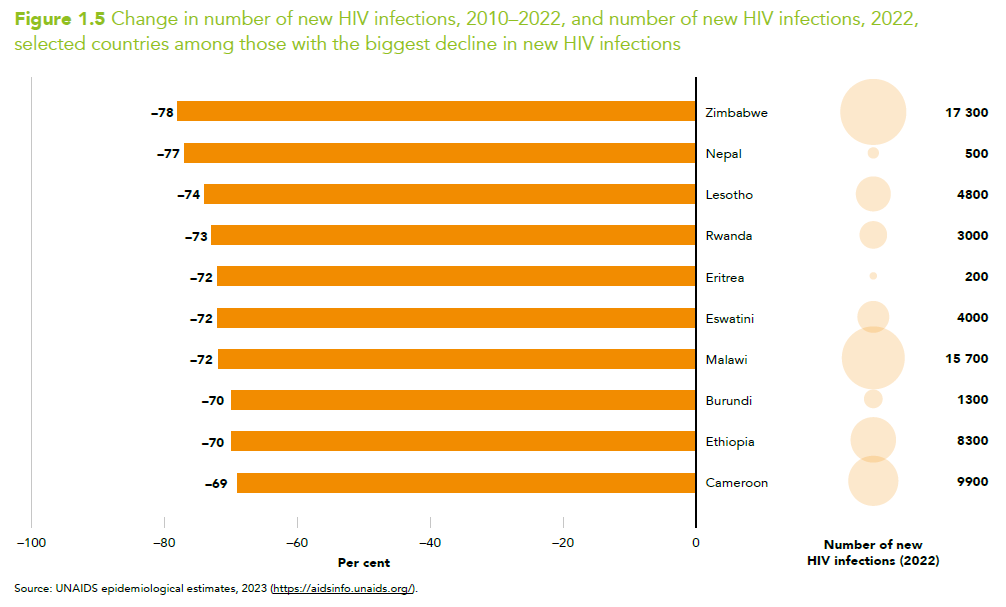 Figure 1.5 Change in number of new HIV infections, 2010–2022, and number of new HIV infections, 2022,
selected countries among those with the biggest decline in new HIV infections
–78 Zimbabwe 17 300
–77 Nepal 500
–74 Lesotho 4800
–73 Rwanda 3000
–72 Eritrea 200
–72 Eswatini 4000
–72 Malawi 15 700
–70 Burundi 1300
–70 Ethiopia 8300
–69 Cameroon 9900
–100 –80 –60 –40 –20 0
Per cent
Number of new
HIV infections (2022)
Source: UNAIDS epidemiological estimates, 2023 (https://aidsinfo.unaids.org/).